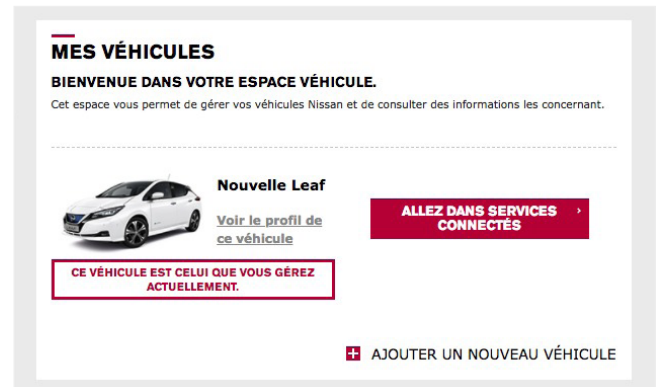 MES VÉHICULES
BIENVENUE DANS VOTRE ESPACE VÉHICULE.
Cet espace vous permet de gérer vos véhicules Nissan et de consulter des informations les concernant.
Nouvelle Leaf
Voir le profil de
ce véhicule
ALLEZ DANS SERVICES ›
CONNECTÉS
CE VÉHICULE EST CELUI QUE VOUS GÉREZ
ACTUELLEMENT.
AJOUTER UN NOUVEAU VÉHICULE